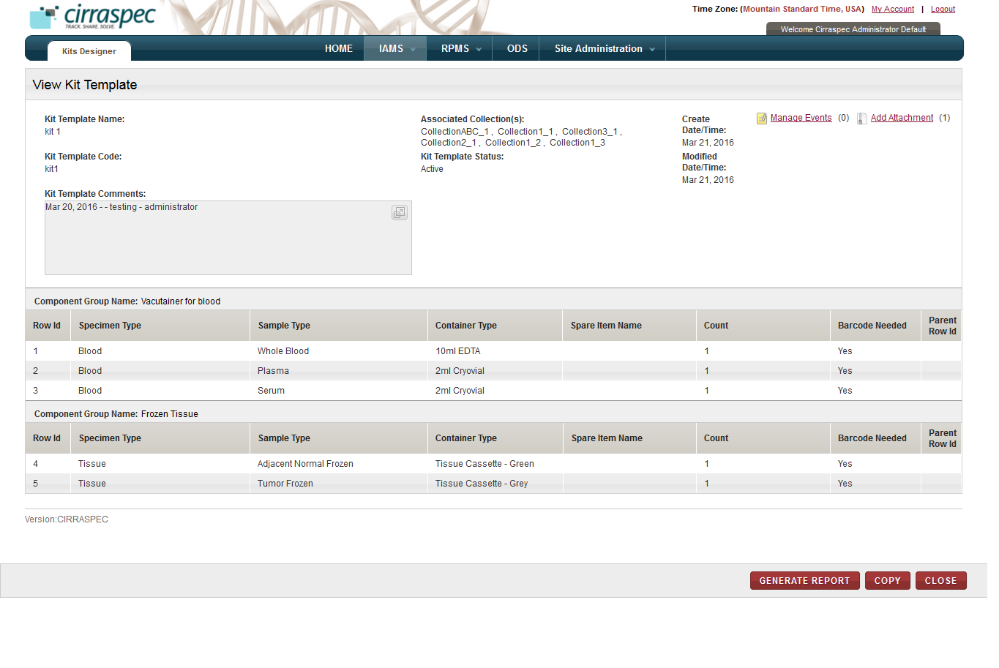 cirraspec
TRACK. SHARE. SOLVE.
Time Zone: (Mountain Standard Time, USA) My Account | Logout
Welcome Cirraspec Administrator Default
Kits Designer
HOME IAMS RPMS ODS Site Administration
View Kit Template
Kit Template Name:
kit 1
Kit Template Code:
kit1
Kit Template Comments:
Mar 20, 2016 - - testing - administrator
Associated Collection(s):
CollectionABC_1 , Collection1_1 , Collection3_1 ,
Collection2_1 , Collection1_2 , Collection1_3
Kit Template Status:
Active
Create
Date/Time:
Mar 21, 2016
Modified
Date/Time:
Mar 21, 2016
Manage Events (0) Add Attachment (1)
Component Group Name: Vacutainer for blood
Row Id Specimen Type Sample Type Container Type Spare Item Name Count Barcode Needed Parent Row Id
1 Blood Whole Blood 10ml EDTA 1 Yes
2 Blood Plasma 2ml Cryovial 1 Yes
3 Blood Serum 2ml Cryovial 1 Yes
Component Group Name: Frozen Tissue
Row Id Specimen Type Sample Type Container Type Spare Item Name Count Barcode Needed Parent Row Id
4 Tissue Adjacent Normal Frozen Tissue Cassette - Green 1 Yes
5 Tissue Tumor Frozen Tissue Cassette - Grey 1 Yes
Version:CIRRASPEC
GENERATE REPORT COPY CLOSE